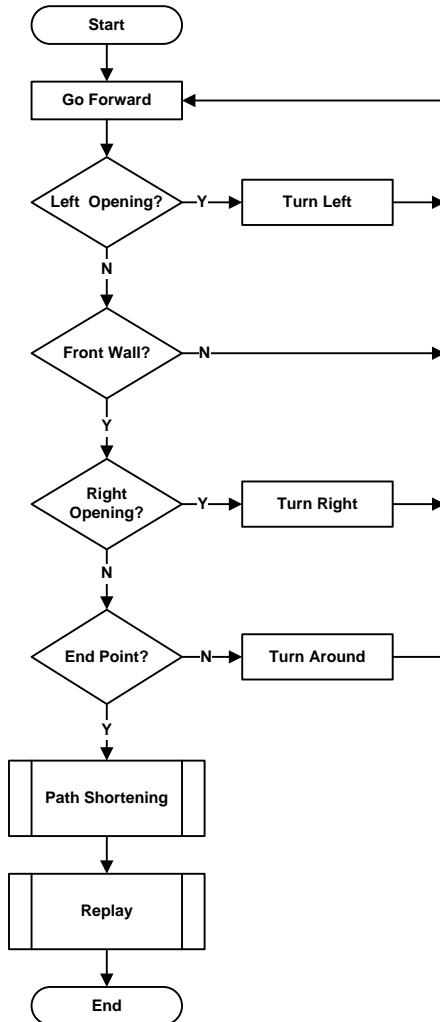 Start
Go Forward
Left Opening?
Y
Turn Left
N
Front Wall?
N
Y
Right
Opening?
Y
Turn Right
N
End Point?
N
Turn Around
Y
Path Shortening
Replay
End